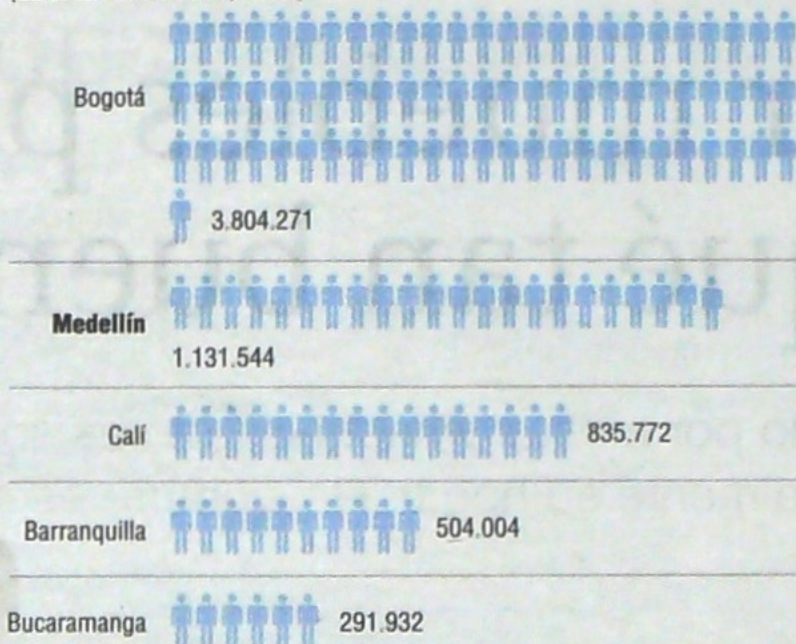 Bogotá
3.804.271
Medellín
1.131.544
Calí
835.772
Barranquilla
504.004
Bucaramanga
291.932